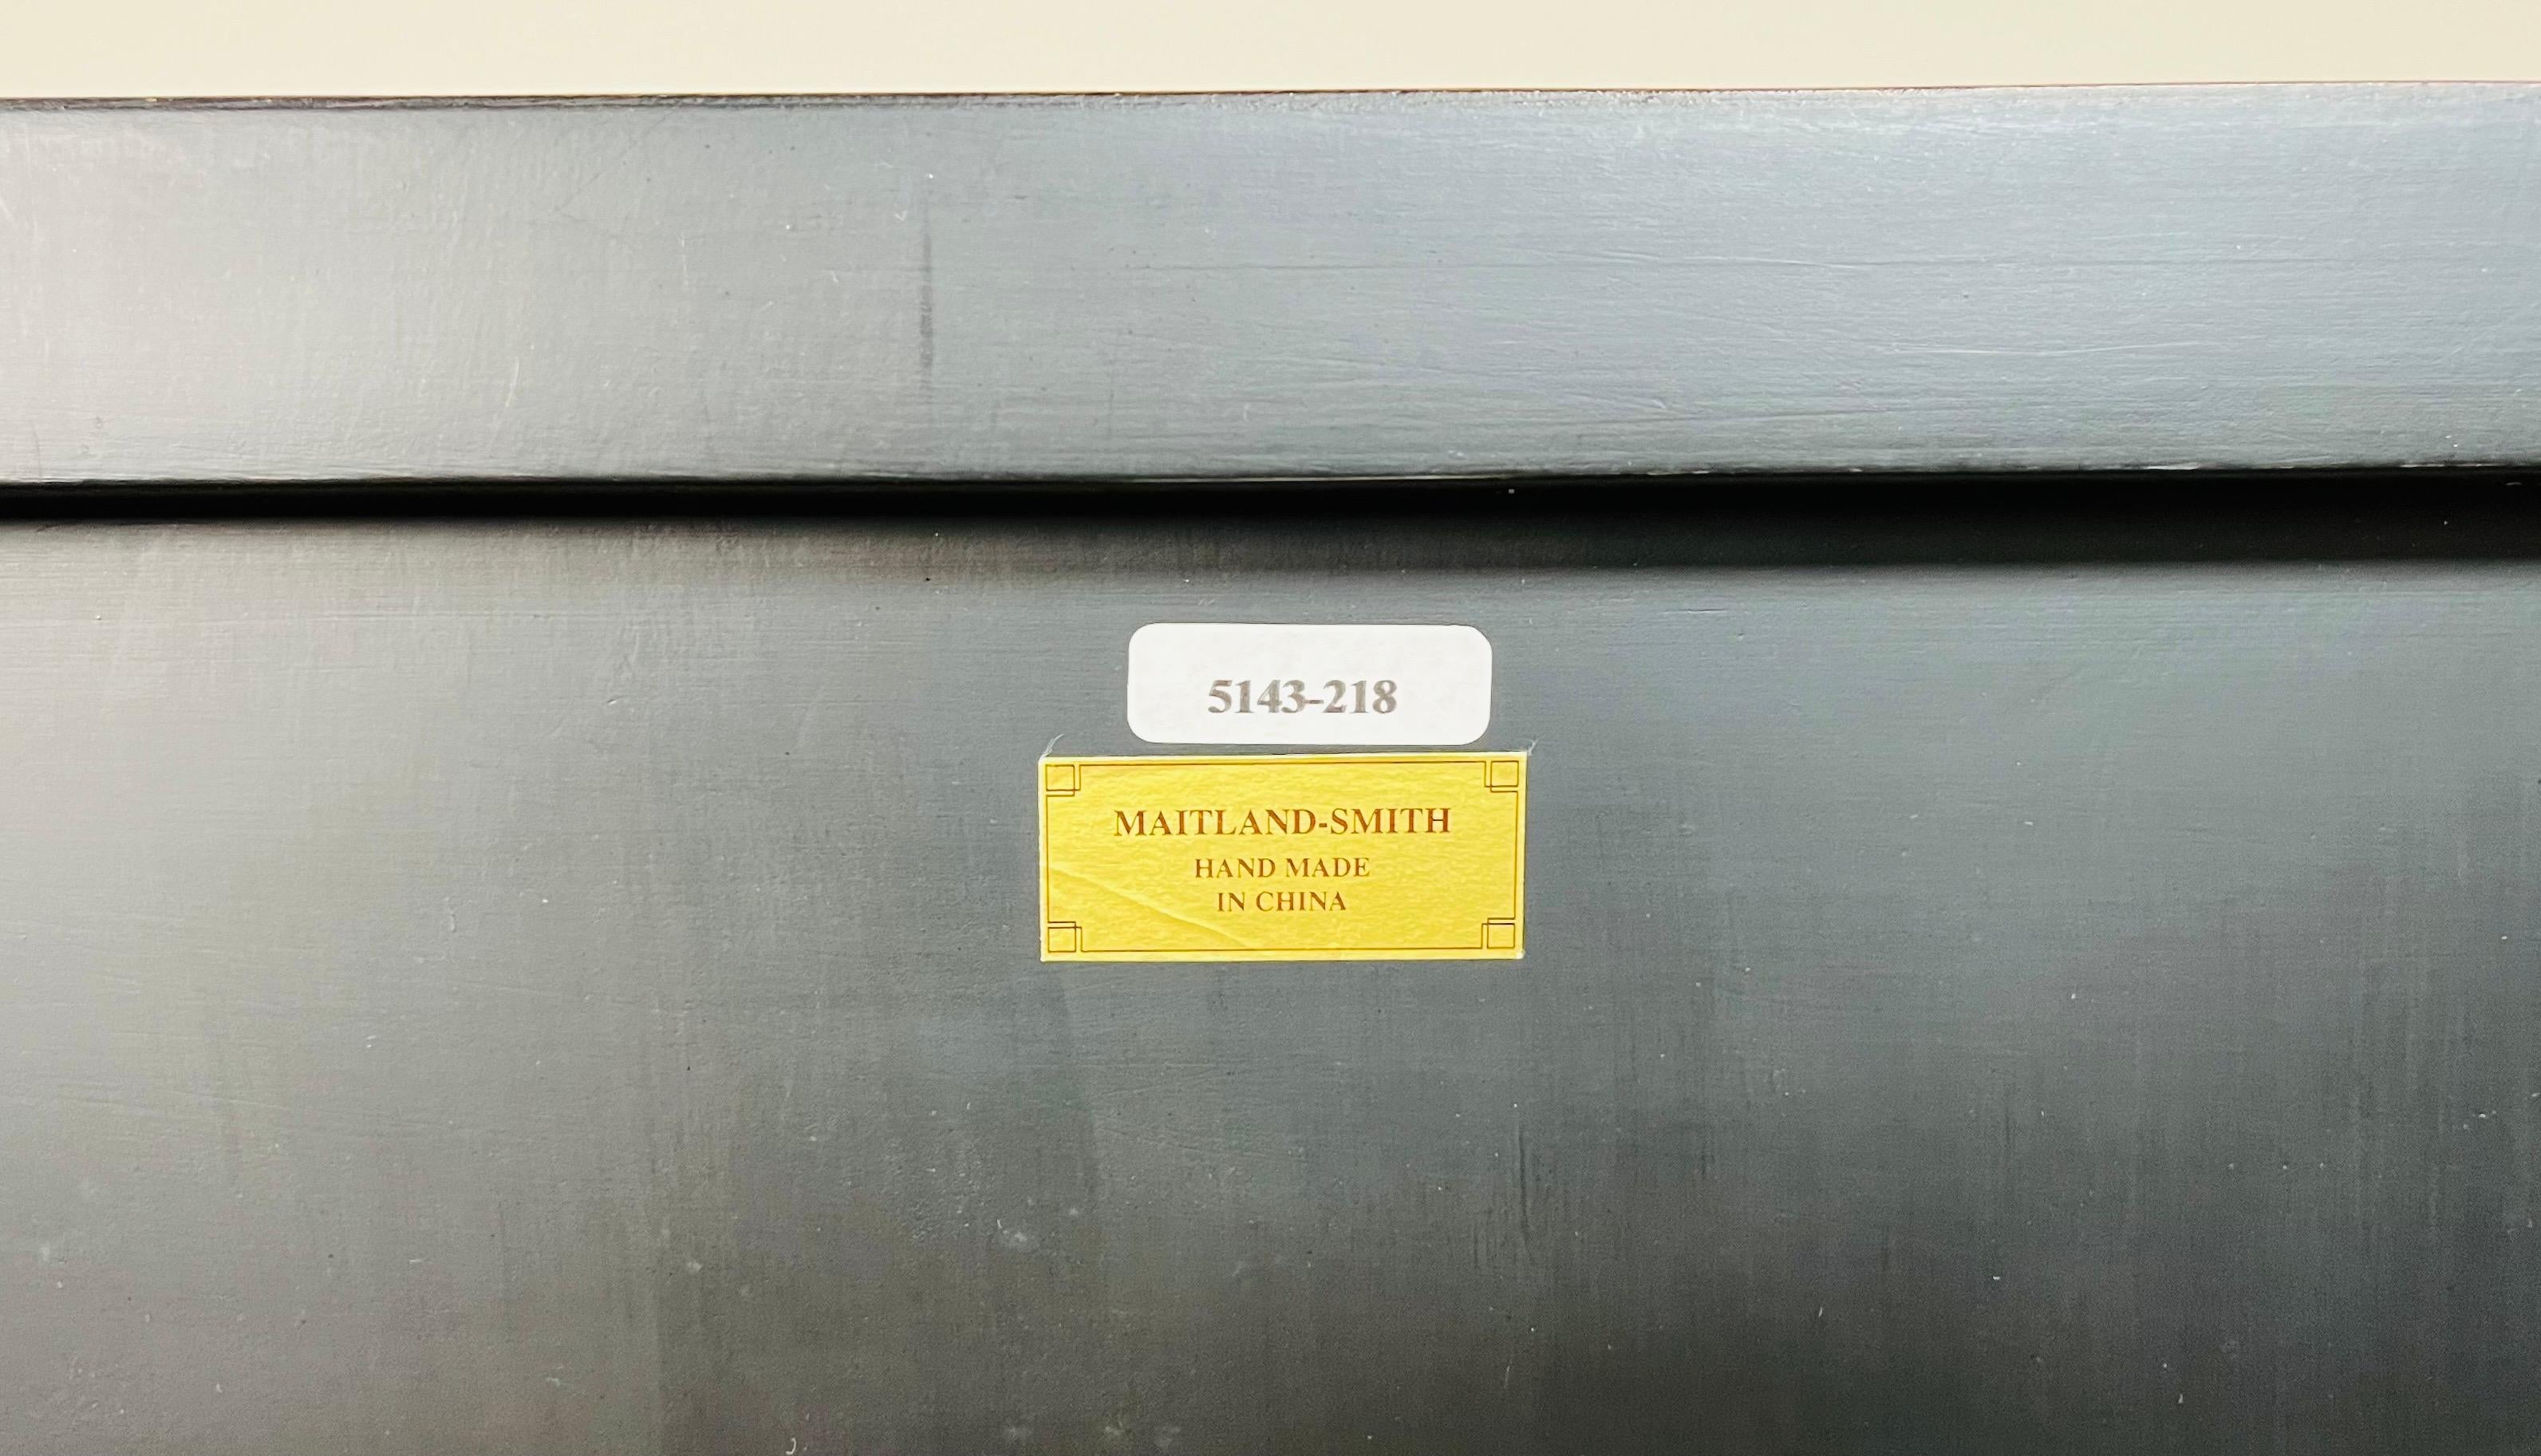 5143-218
MAITLAND-SMITH
HAND MADE
IN CHINA